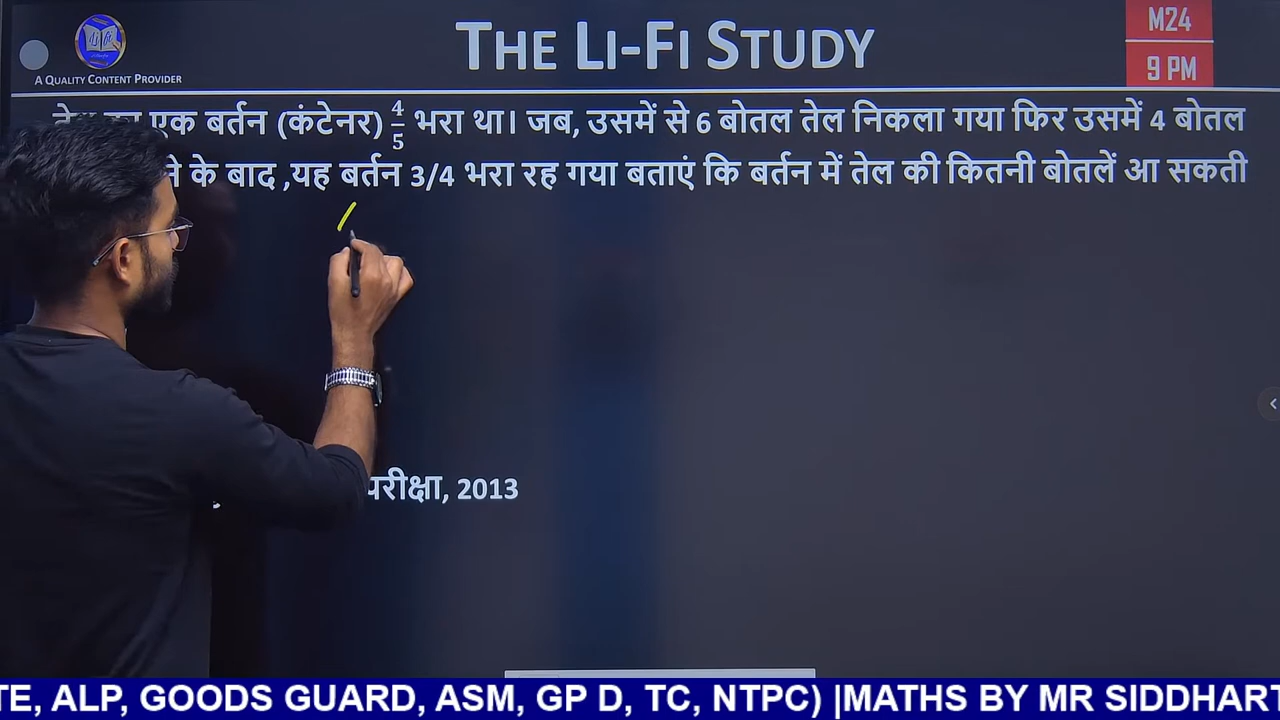 THE LI-FI STUDY
M24
9 PM
A QUALITY CONTENT PROVIDER
एक बर्तन (कंटेनर) 4/5 भरा था। जब, उसमें से 6 बोतल तेल निकला गया फिर उसमें 4 बोतल
के बाद ,यह बर्तन 3/4 भरा रह गया बताएं कि बर्तन में तेल की कितनी बोतलें आ सकती
परीक्षा, 2013
ALP, GOODS GUARD, ASM, GP D, TC, NTPC) |MATHS BY MR